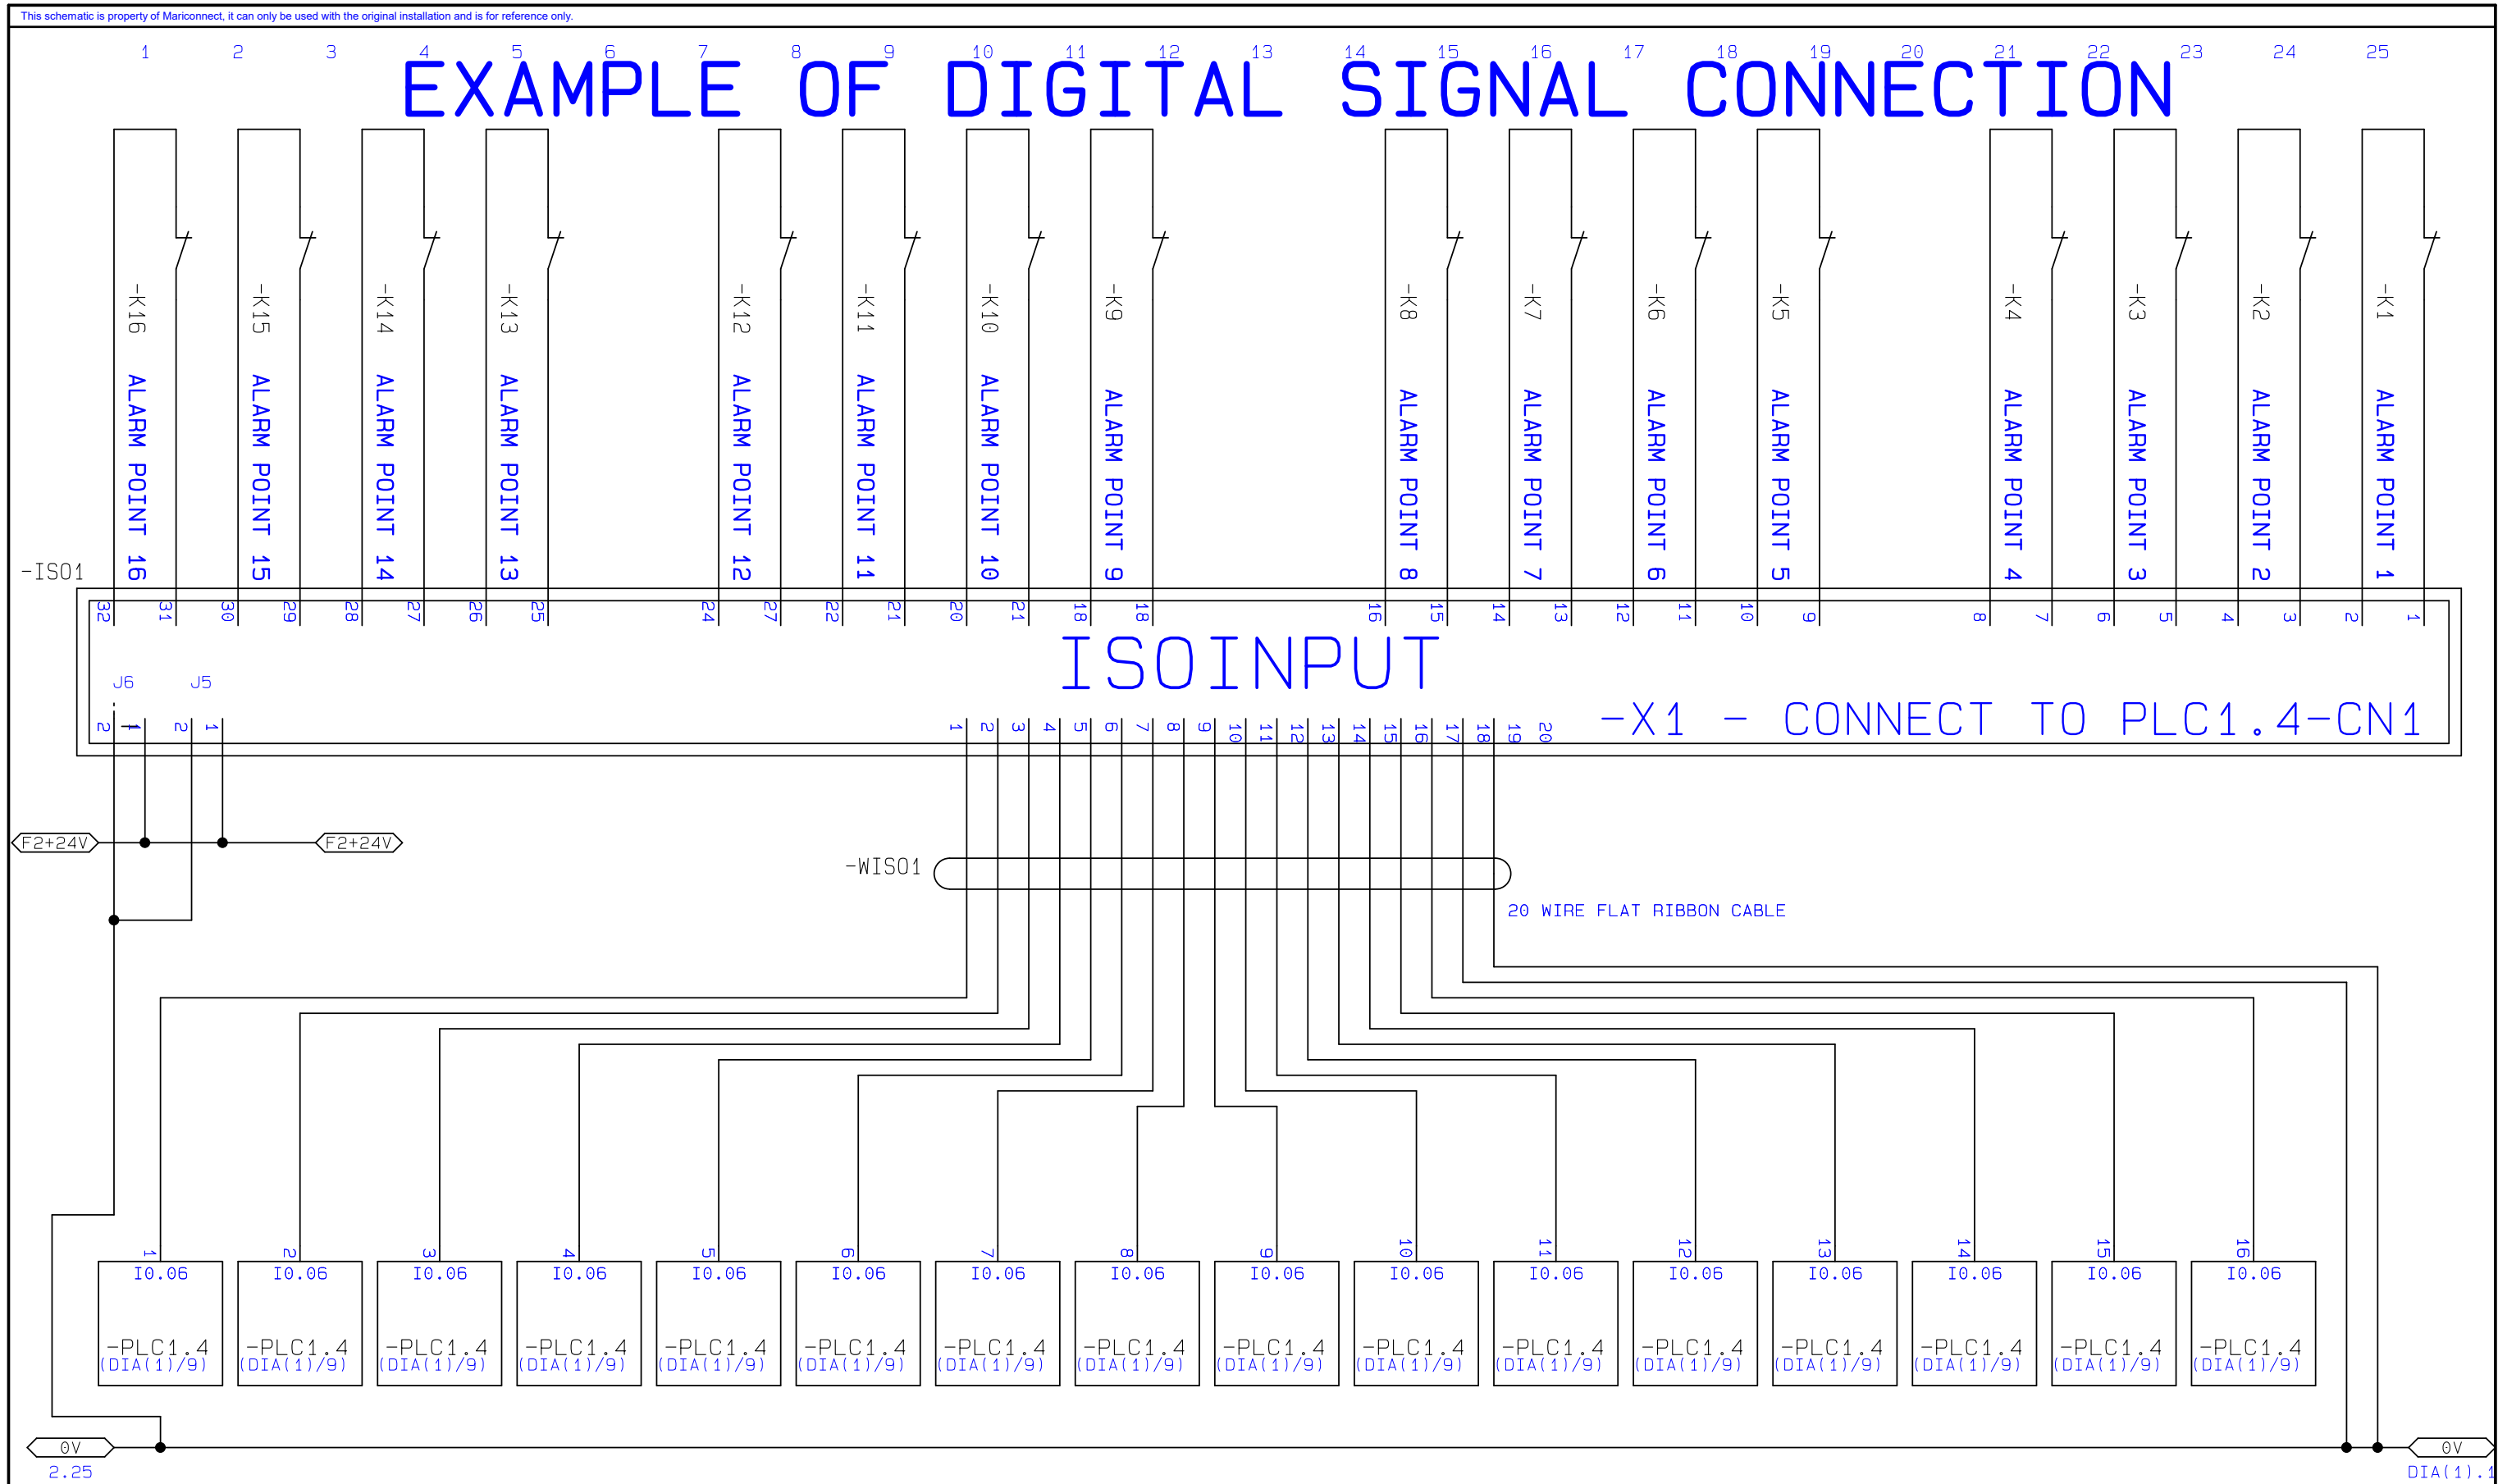 This schematic is property of Mariconnect, it can only be used with the original installation and is for reference only.
1 2 3 4 5 6 7 8 9 10 11 12 13 14 15 16 17 18 19 20 21 22 23 24 25
EXAMPLE OF DIGITAL SIGNAL CONNECTION
-K16 -K15 -K14 -K13 -K12 -K11 -K10 -K9 -K8 -K7 -K6 -K5 -K4 -K3 -K2 -K1
ALARM POINT 16
ALARM POINT 15
ALARM POINT 14
ALARM POINT 13
ALARM POINT 12
ALARM POINT 11
ALARM POINT 10
ALARM POINT 9
ALARM POINT 8
ALARM POINT 7
ALARM POINT 6
ALARM POINT 5
ALARM POINT 4
ALARM POINT 3
ALARM POINT 2
ALARM POINT 1
-ISO1
32 31 30 29 28 27 26 25 24 27 22 21 20 21 18 18 16 15 14 13 12 11 10 9 8 7 6 5 4 3 2 1
ISOINPUT
J6 J5
2 1 2 1 1 2 3 4 5 6 7 8 9 10 11 12 13 14 15 16 17 18 19 20
-X1 - CONNECT TO PLC1.4-CN1
F2+24V F2+24V
-WISO1
20 WIRE FLAT RIBBON CABLE
1 2 3 4 5 6 7 8 9 10 11 12 13 14 15 16
I0.06 I0.06 I0.06 I0.06 I0.06 I0.06 I0.06 I0.06 I0.06 I0.06 I0.06 I0.06 I0.06 I0.06 I0.06 I0.06
-PLC1.4 -PLC1.4 -PLC1.4 -PLC1.4 -PLC1.4 -PLC1.4 -PLC1.4 -PLC1.4 -PLC1.4 -PLC1.4 -PLC1.4 -PLC1.4 -PLC1.4 -PLC1.4 -PLC1.4 -PLC1.4
(DIA(1)/9) (DIA(1)/9) (DIA(1)/9) (DIA(1)/9) (DIA(1)/9) (DIA(1)/9) (DIA(1)/9) (DIA(1)/9) (DIA(1)/9) (DIA(1)/9) (DIA(1)/9) (DIA(1)/9) (DIA(1)/9) (DIA(1)/9) (DIA(1)/9) (DIA(1)/9)
0V 0V
2.25 DIA(1).1